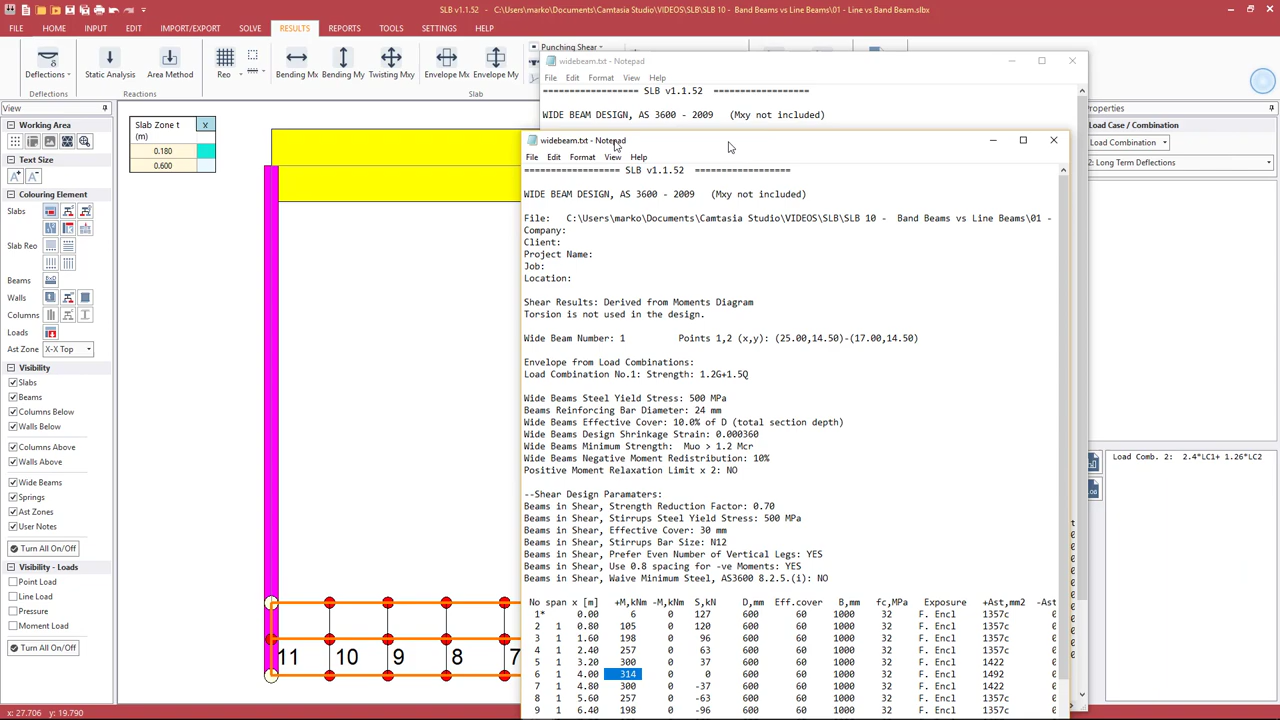 SLB v1.1.52 - C:\Users\marko\Documents\Camtasia Studio\VIDEOS\SLB\SLB 10 - Band Beams vs Line Beams\01 - Line vs Band Beam.slbx
FILE HOME INPUT EDIT IMPORT/EXPORT SOLVE RESULTS REPORTS TOOLS SETTINGS HELP
Punching Shear
Deflections Static Analysis Area Method Reo Bending Mx Bending My Twisting Mxy Envelope Mx Envelope My
Deflections Reactions Slab
View
Working Area
Text Size
Colouring Element
Slabs
Slab Reo
Beams
Walls
Columns
Loads
Ast Zone X-X Top
Visibility
Slabs
Beams
Columns Below
Walls Below
Columns Above
Walls Above
Wide Beams
Springs
Ast Zones
User Notes
Turn All On/Off
Visibility - Loads
Point Load
Line Load
Pressure
Moment Load
Turn All On/Off
x: 27.706 y: 19.790
Slab Zone t (m) x
0.180
0.600
11 10 9 8 7
widebeam.txt - Notepad
File Edit Format View Help
================== SLB v1.1.52 ==================
WIDE BEAM DESIGN, AS 3600 - 2009 (Mxy not included)
widebeam.txt - Notepad
File Edit Format View Help
================== SLB v1.1.52 ==================
WIDE BEAM DESIGN, AS 3600 - 2009 (Mxy not included)
File: C:\Users\marko\Documents\Camtasia Studio\VIDEOS\SLB\SLB 10 - Band Beams vs Line Beams\01 -
Company:
Client:
Project Name:
Job:
Location:
Shear Results: Derived from Moments Diagram
Torsion is not used in the design.
Wide Beam Number: 1 Points 1,2 (x,y): (25.00,14.50)-(17.00,14.50)
Envelope from Load Combinations:
Load Combination No.1: Strength: 1.2G+1.5Q
Wide Beams Steel Yield Stress: 500 MPa
Beams Reinforcing Bar Diameter: 24 mm
Wide Beams Effective Cover: 10.0% of D (total section depth)
Wide Beams Design Shrinkage Strain: 0.000360
Wide Beams Minimum Strength: Muo > 1.2 Mcr
Wide Beams Negative Moment Redistribution: 10%
Positive Moment Relaxation Limit x 2: NO
--Shear Design Paramaters:
Beams in Shear, Strength Reduction Factor: 0.70
Beams in Shear, Stirrups Steel Yield Stress: 500 MPa
Beams in Shear, Effective Cover: 30 mm
Beams in Shear, Stirrups Bar Size: N12
Beams in Shear, Prefer Even Number of Vertical Legs: YES
Beams in Shear, Use 0.8 spacing for -ve Moments: YES
Beams in Shear, Waive Minimum Steel, AS3600 8.2.5.(i): NO
No span x [m] +M,kNm -M,kNm S,kN D,mm Eff.cover B,mm fc,MPa Exposure +Ast,mm2 -Ast
1* 0.00 6 0 127 600 60 1000 32 F. Encl 1357c
2 1 0.80 105 0 120 600 60 1000 32 F. Encl 1357c
3 1 1.60 198 0 96 600 60 1000 32 F. Encl 1357c
4 1 2.40 257 0 63 600 60 1000 32 F. Encl 1357c
5 1 3.20 300 0 37 600 60 1000 32 F. Encl 1422
6 1 4.00 314 0 0 600 60 1000 32 F. Encl 1492
7 1 4.80 300 0 -37 600 60 1000 32 F. Encl 1422
8 1 5.60 257 0 -63 600 60 1000 32 F. Encl 1357c
9 1 6.40 198 0 -96 600 60 1000 32 F. Encl 1357c
Properties
Load Case / Combination
Load Combination
2: Long Term Deflections
Load Comb. 2: 2.4*LC1+ 1.26*LC2